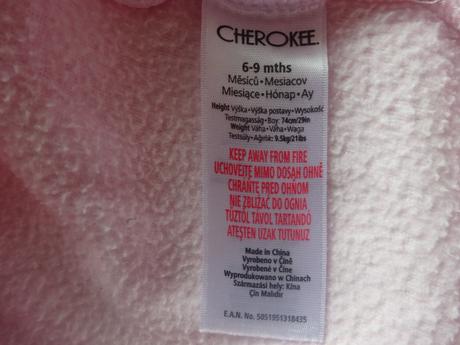 CHEROKEE.
6-9 mths
Měsíců • Mesiacov
Miesiące • Hónap • Ay
Height Výška • Výška postavy • Wysokość
Testmagasság • Boy: 74cm/29in
Weight Váha • Váha • Waga
Testsúly • Ağırlık: 9.5kg/21lbs
KEEP AWAY FROM FIRE
UCHOVEJTE MIMO DOSAH OHNĚ
CHRÁŇTE PRED OHŇOM
NIE ZBLIŻAĆ DO OGNIA
TŰZTŐL TÁVOL TARTANDÓ
ATEŞTEN UZAK TUTUNUZ
Made in China
Vyrobeno v Číně
Vyrobené v Číne
Wyprodukowano w Chinach
Származási hely: Kína
Çin Malıdır
E.A.N. No. 5051951318435